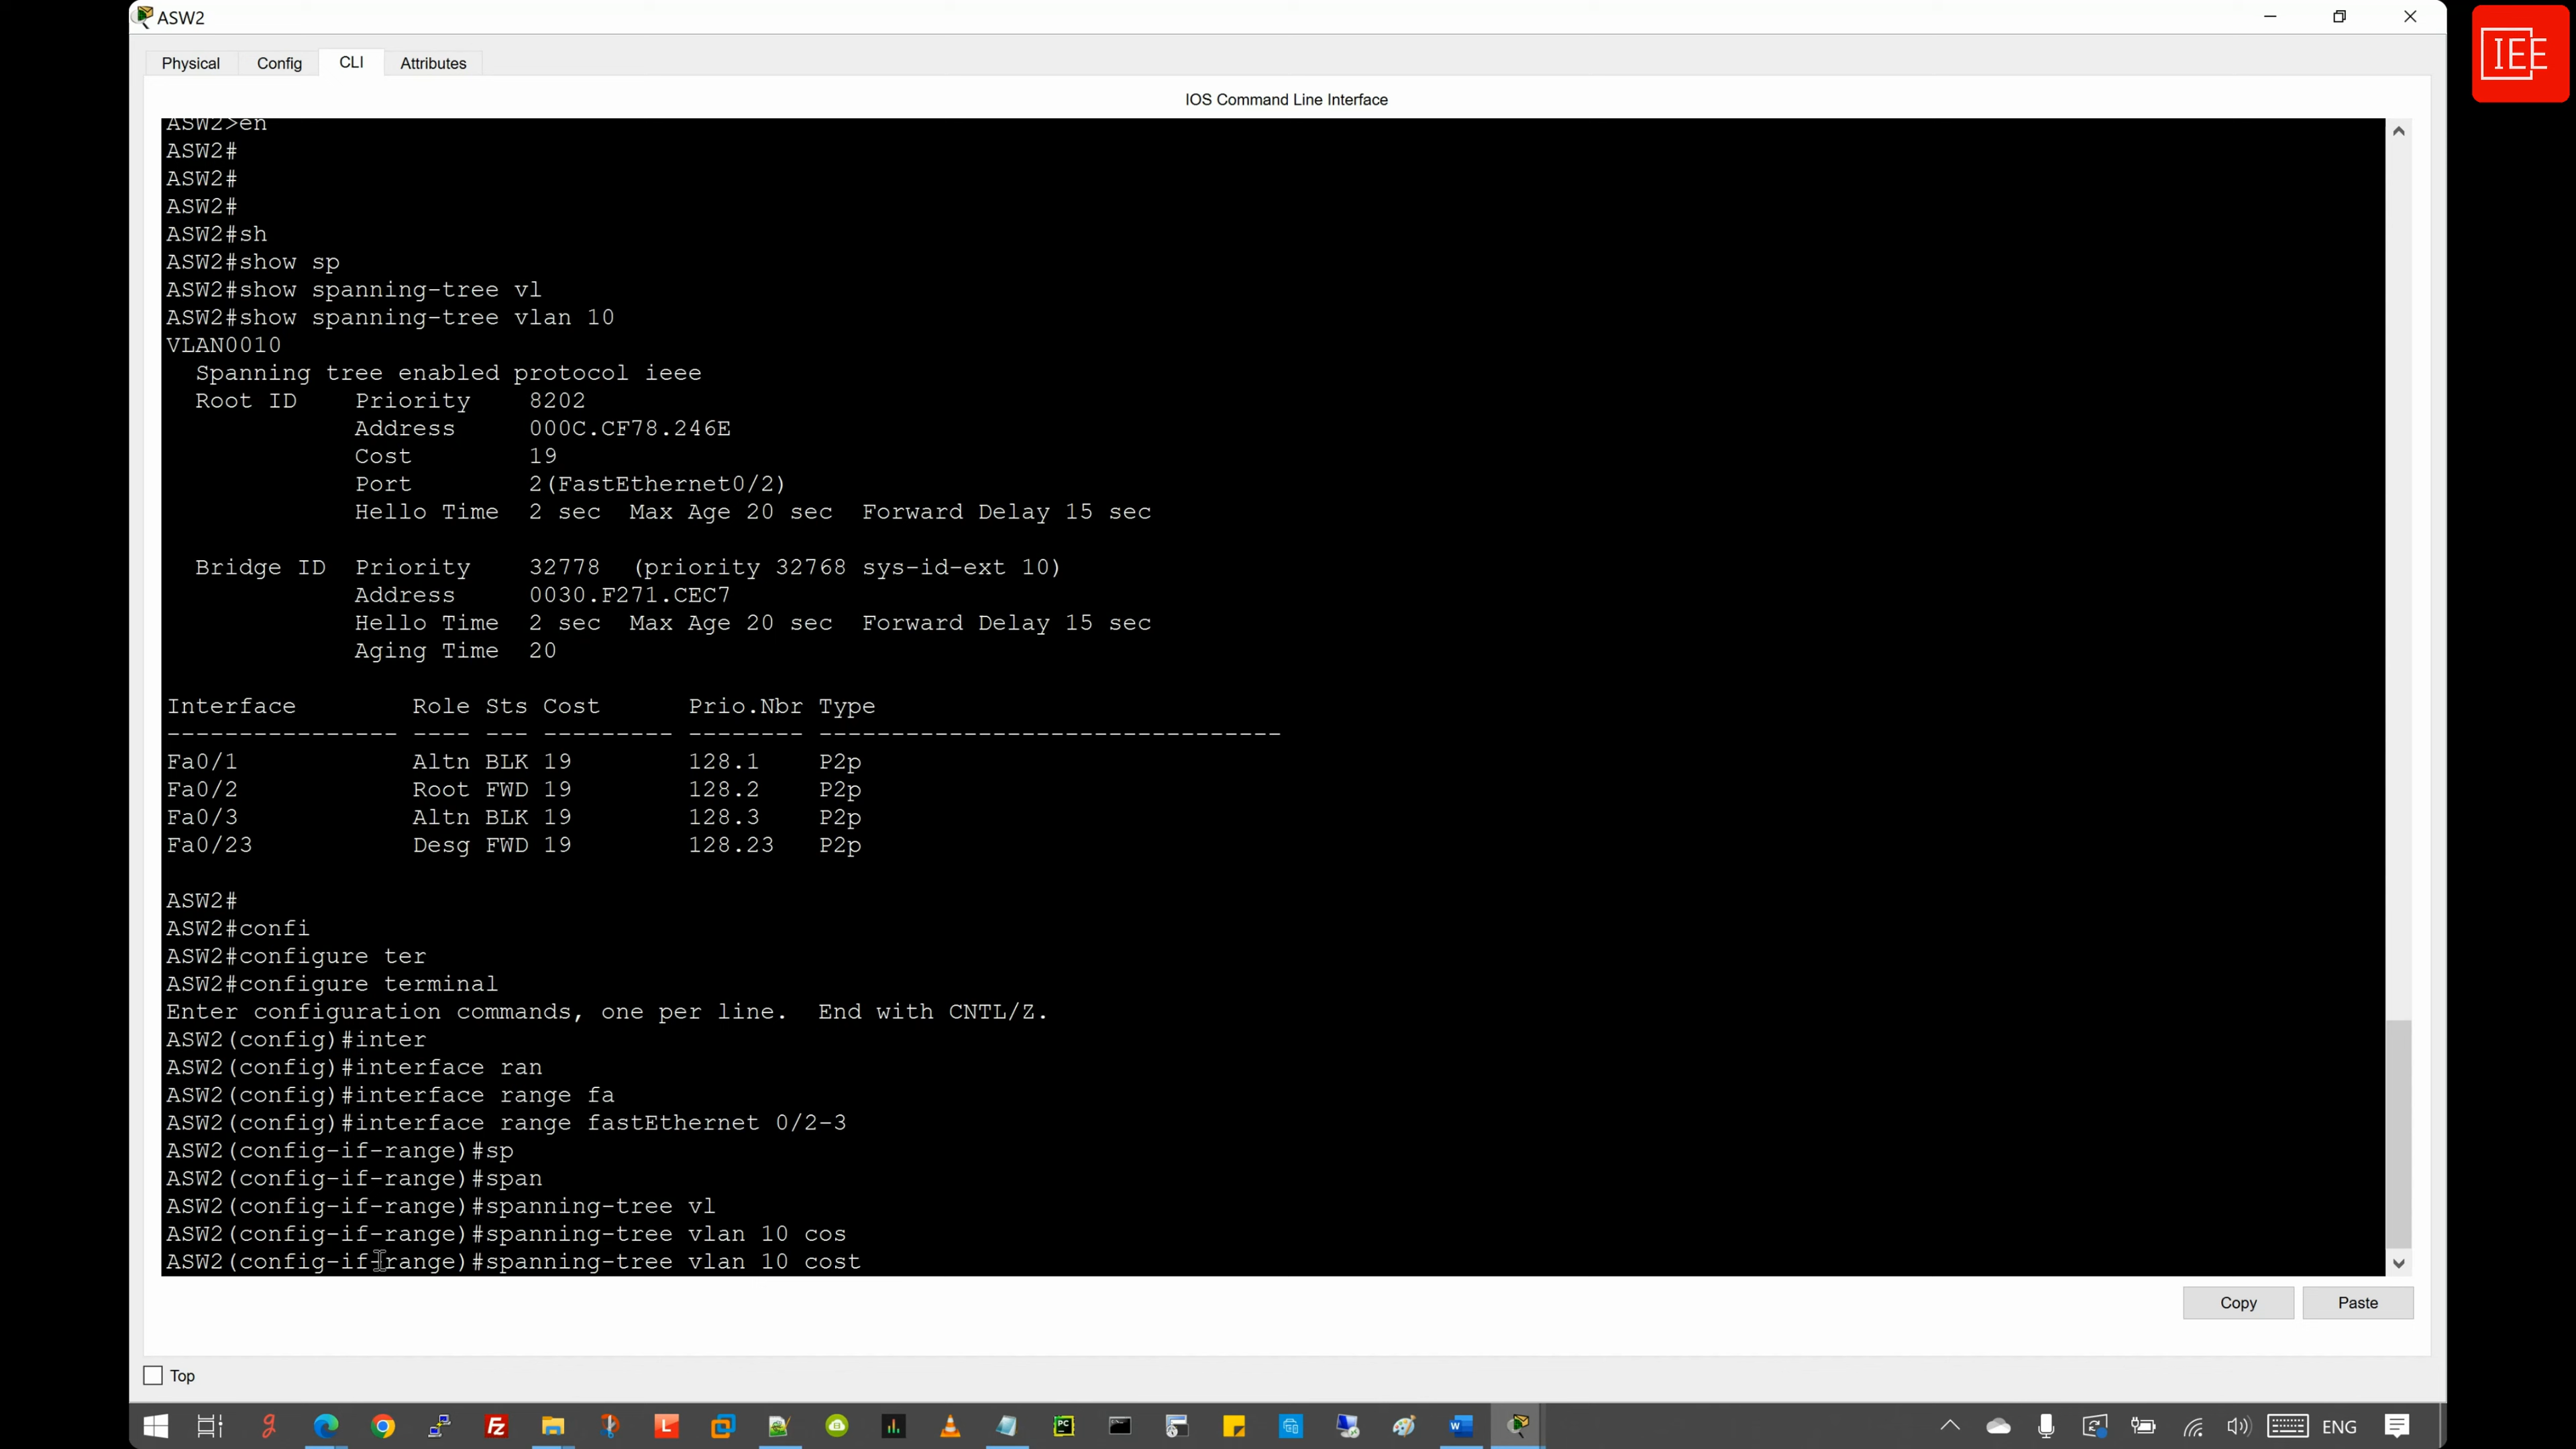 ASW2
IEE
Physical Config CLI Attributes
IOS Command Line Interface
ASW2>en
ASW2#
ASW2#
ASW2#
ASW2#sh
ASW2#show sp
ASW2#show spanning-tree vl
ASW2#show spanning-tree vlan 10
VLAN0010
Spanning tree enabled protocol ieee
Root ID Priority 8202
Address 000C.CF78.246E
Cost 19
Port 2(FastEthernet0/2)
Hello Time 2 sec Max Age 20 sec Forward Delay 15 sec
Bridge ID Priority 32778 (priority 32768 sys-id-ext 10)
Address 0030.F271.CEC7
Hello Time 2 sec Max Age 20 sec Forward Delay 15 sec
Aging Time 20
Interface Role Sts Cost Prio.Nbr Type
---------------- ---- --- --------- -------- --------------------------------
Fa0/1 Altn BLK 19 128.1 P2p
Fa0/2 Root FWD 19 128.2 P2p
Fa0/3 Altn BLK 19 128.3 P2p
Fa0/23 Desg FWD 19 128.23 P2p
ASW2#
ASW2#confi
ASW2#configure ter
ASW2#configure terminal
Enter configuration commands, one per line. End with CNTL/Z.
ASW2(config)#inter
ASW2(config)#interface ran
ASW2(config)#interface range fa
ASW2(config)#interface range fastEthernet 0/2-3
ASW2(config-if-range)#sp
ASW2(config-if-range)#span
ASW2(config-if-range)#spanning-tree vl
ASW2(config-if-range)#spanning-tree vlan 10 cos
ASW2(config-if-range)#spanning-tree vlan 10 cost
Copy Paste
Top
ENG